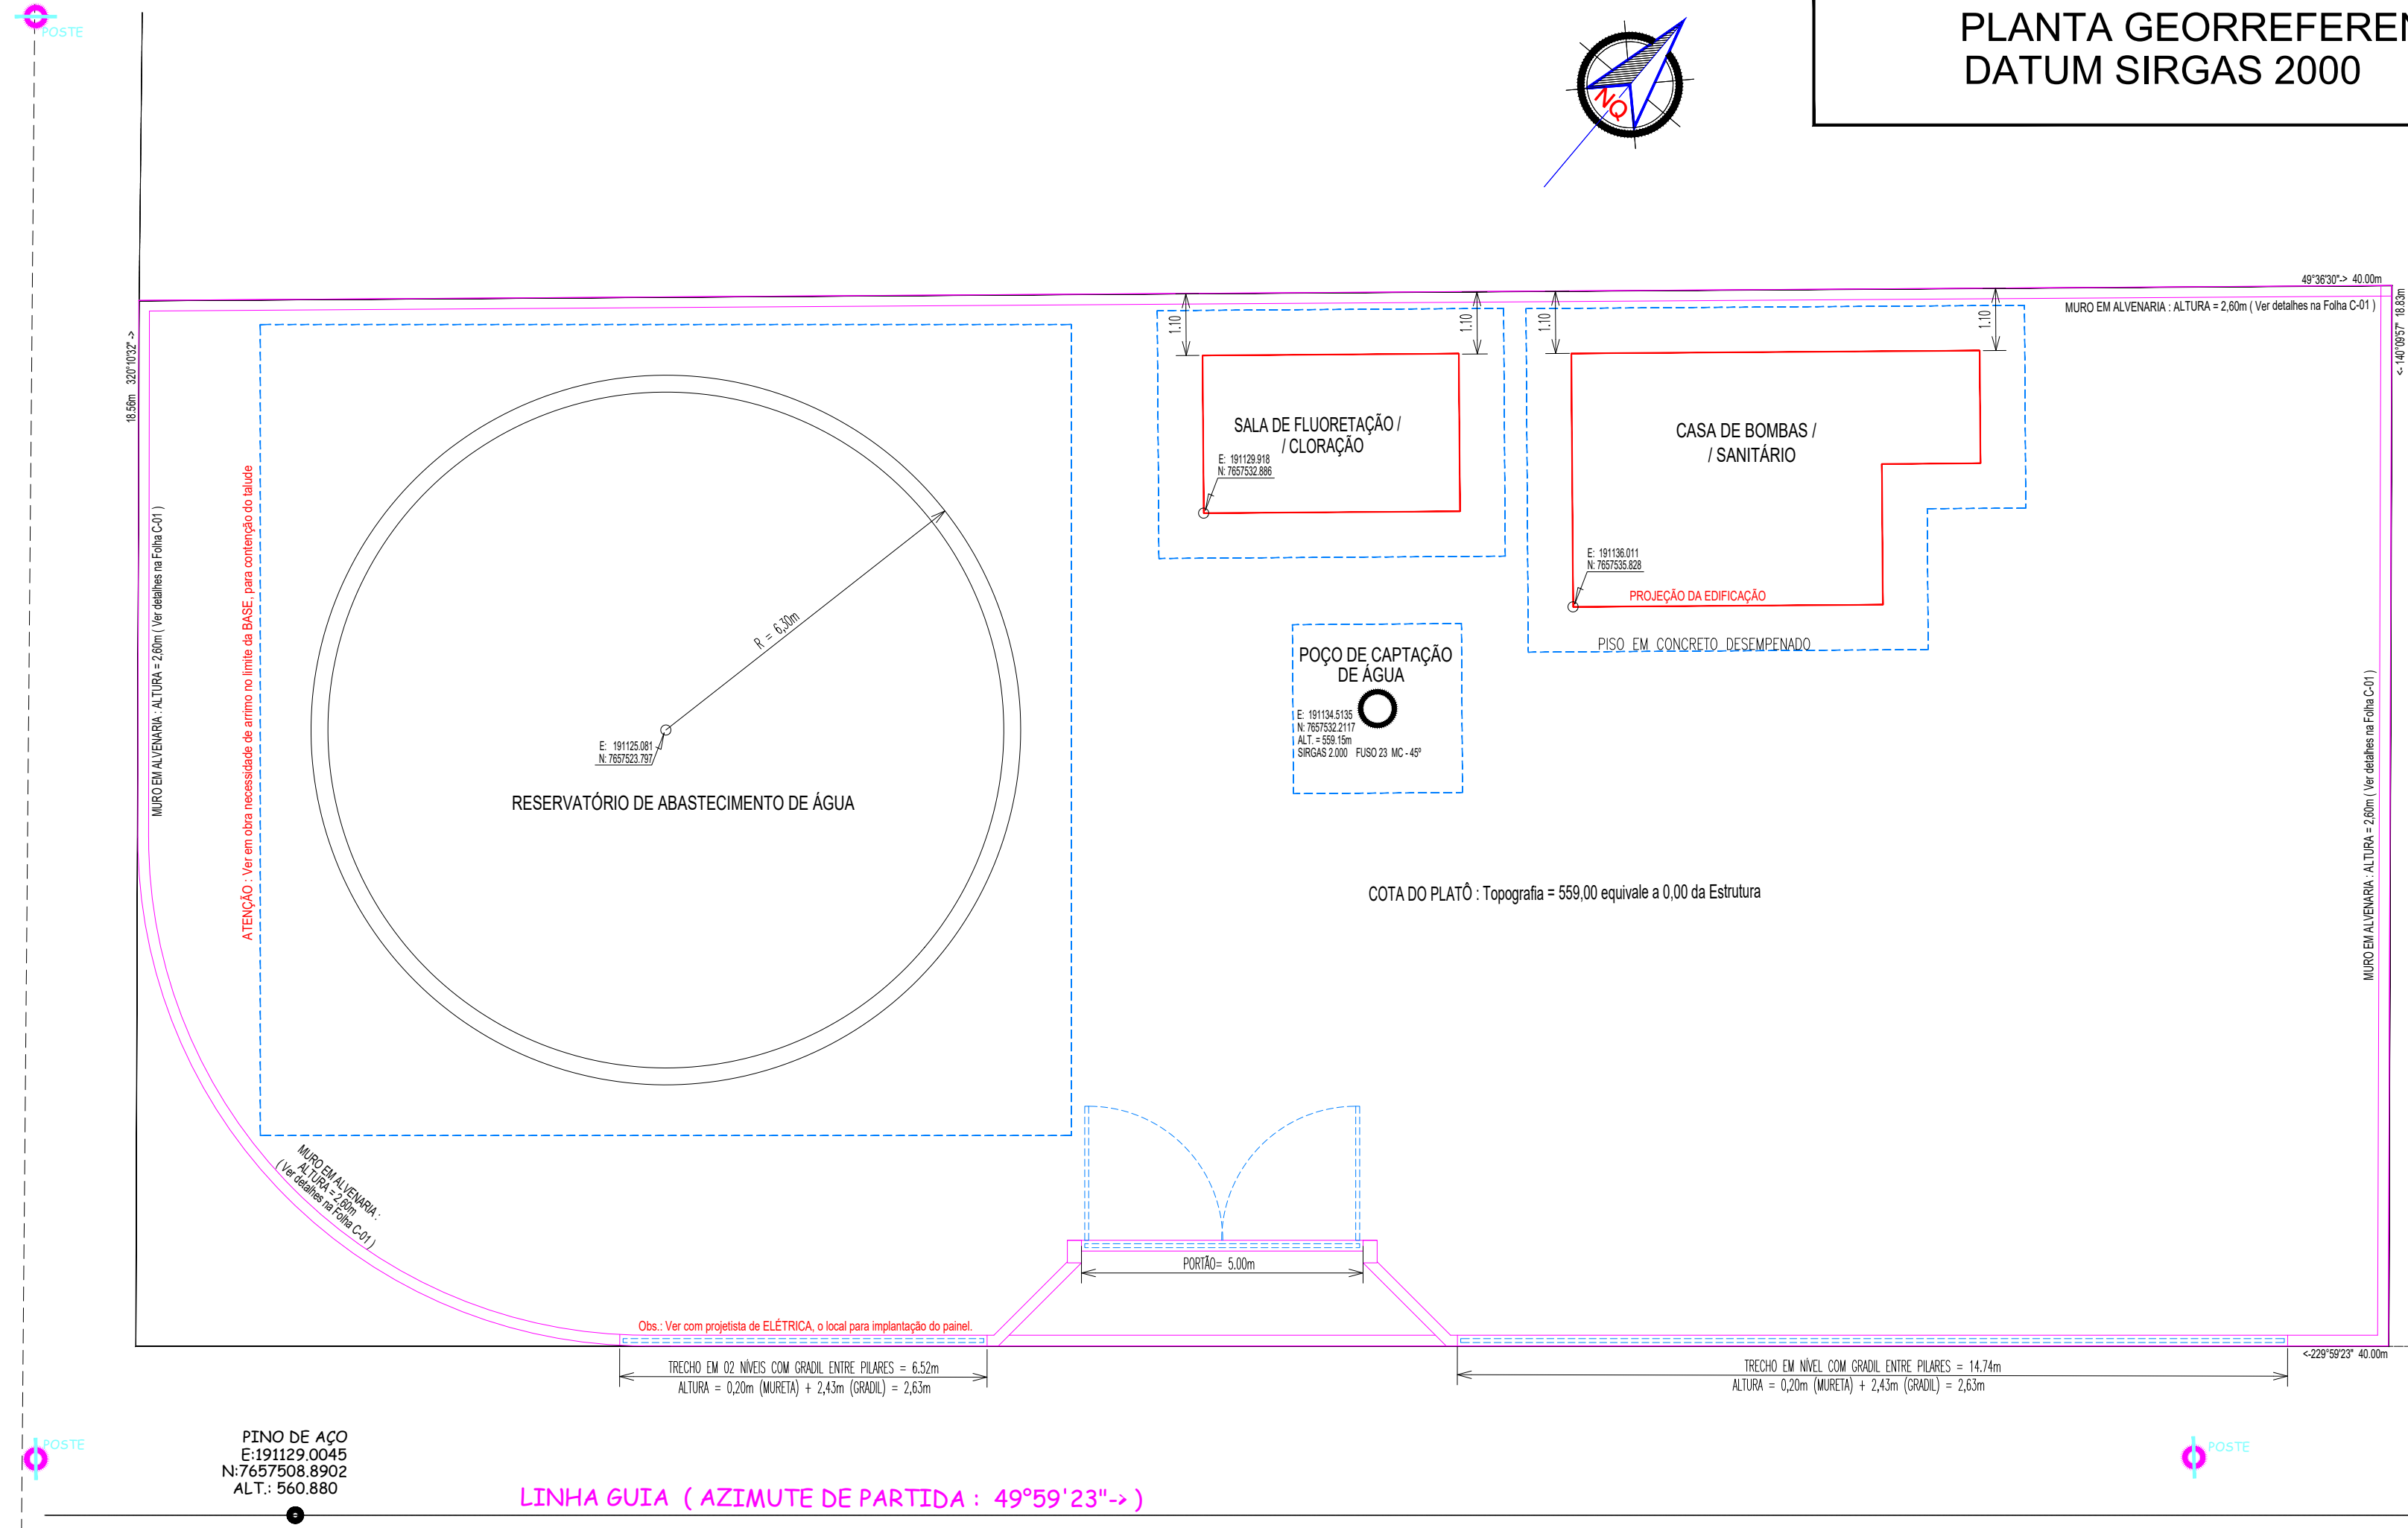 POSTE
PLANTA GEORREFEREN
DATUM SIRGAS 2000
NQ
49°36'30"-> 40.00m
MURO EM ALVENARIA : ALTURA = 2,60m ( Ver detalhes na Folha C-01 )
<- 140°09'57" 18.83m
18.56m 320°10'32" ->
1.10
1.10
1.10
1.10
SALA DE FLUORETAÇÃO /
/ CLORAÇÃO
E: 191129.918
N: 7657532.886
CASA DE BOMBAS /
/ SANITÁRIO
E: 191136.011
N: 7657535.828
PROJEÇÃO DA EDIFICAÇÃO
PISO EM CONCRETO DESEMPENADO
MURO EM ALVENARIA : ALTURA = 2,60m ( Ver detalhes na Folha C-01 )
ATENÇÃO : Ver em obra necessidade de arrimo no limite da BASE, para contenção do talude
R = 6,30m
E: 191125.081
N: 7657523.797
RESERVATÓRIO DE ABASTECIMENTO DE ÁGUA
POÇO DE CAPTAÇÃO
DE ÁGUA
E: 191134.5135
N: 7657532.2117
ALT. = 559.15m
SIRGAS 2.000 FUSO 23 MC - 45º
MURO EM ALVENARIA : ALTURA = 2,60m ( Ver detalhes na Folha C-01 )
COTA DO PLATÔ : Topografia = 559,00 equivale a 0,00 da Estrutura
MURO EM ALVENARIA :
ALTURA = 2,60m
( Ver detalhes na Folha C-01 )
PORTÃO= 5.00m
Obs.: Ver com projetista de ELÉTRICA, o local para implantação do painel.
TRECHO EM 02 NÍVEIS COM GRADIL ENTRE PILARES = 6.52m
ALTURA = 0,20m (MURETA) + 2,43m (GRADIL) = 2,63m
TRECHO EM NÍVEL COM GRADIL ENTRE PILARES = 14.74m
ALTURA = 0,20m (MURETA) + 2,43m (GRADIL) = 2,63m
<-229°59'23" 40.00m
POSTE
PINO DE AÇO
E:191129.0045
N:7657508.8902
ALT.: 560.880
POSTE
LINHA GUIA ( AZIMUTE DE PARTIDA : 49°59'23"-> )